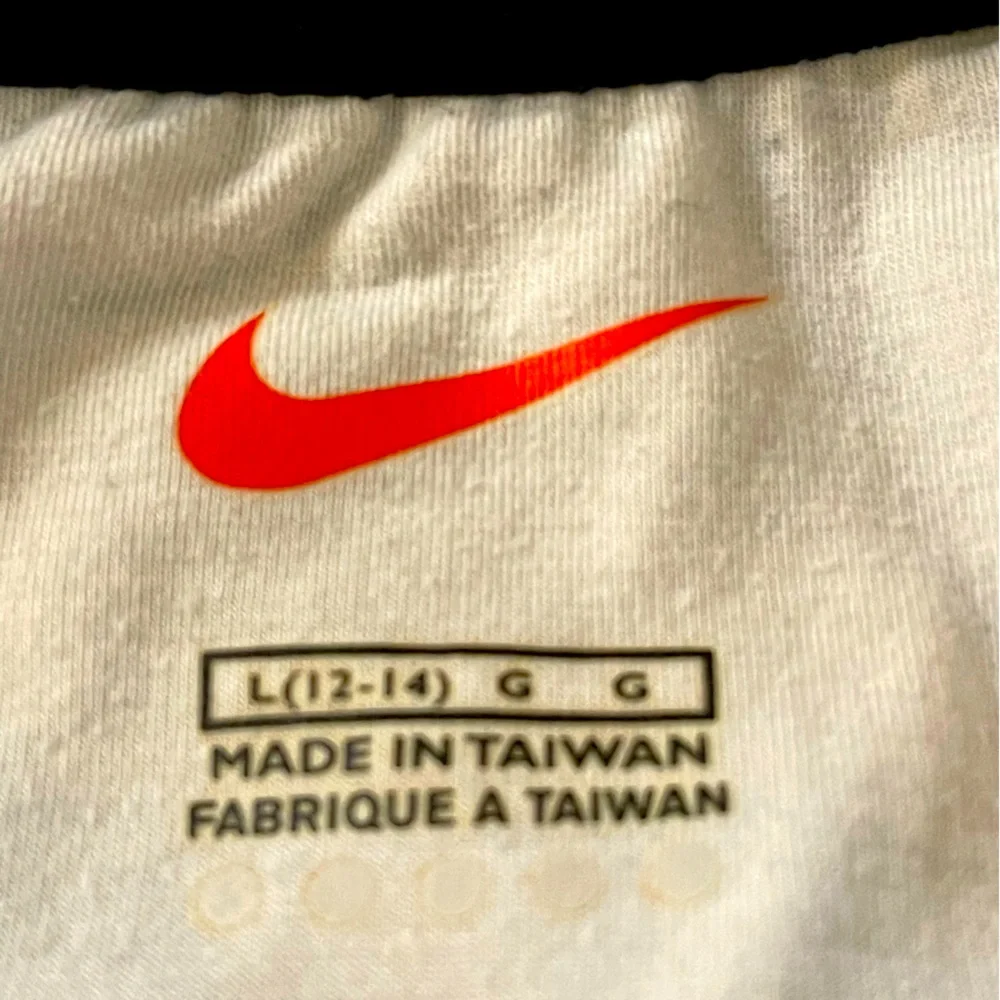 L(12-14) G G
MADE IN TAIWAN
FABRIQUE A TAIWAN